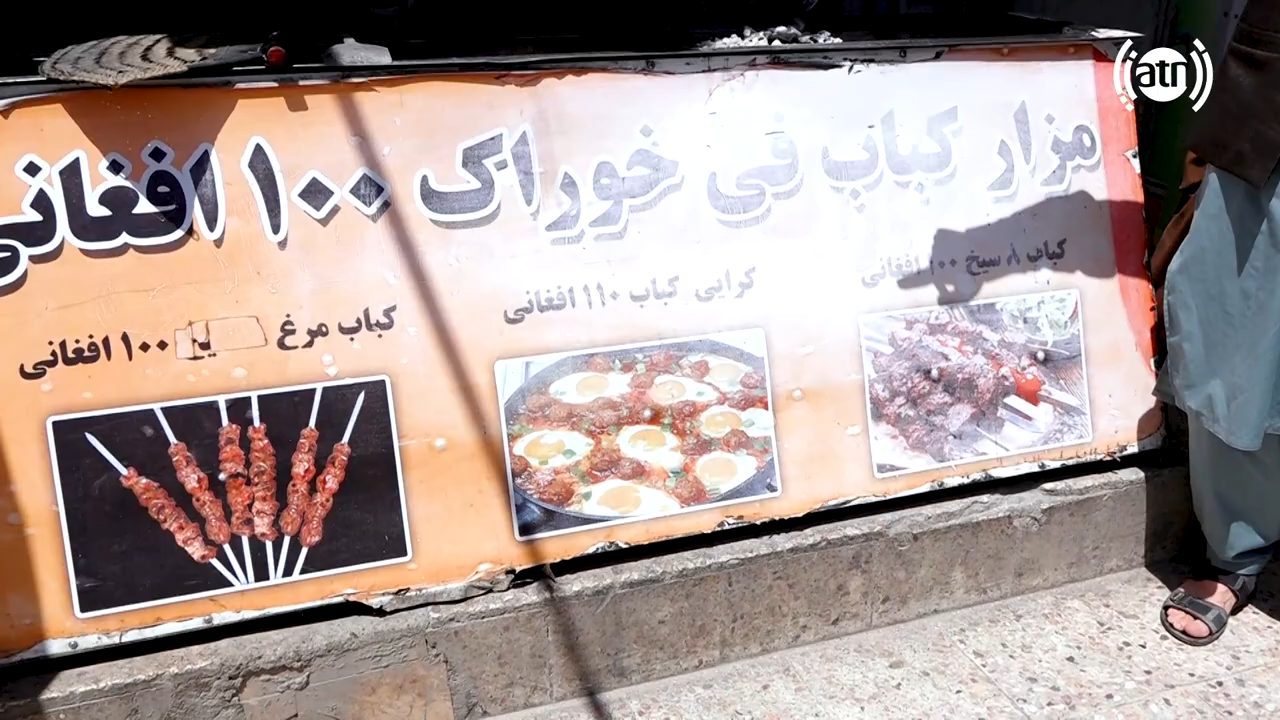 مزار کباب فی خوراک ۱۰۰ افغانی
کباب ۸ سیخ ۱۰۰ افغانی
کرایی کباب ۱۱۰ افغانی
کباب مرغ ۱۰۰ افغانی
atn